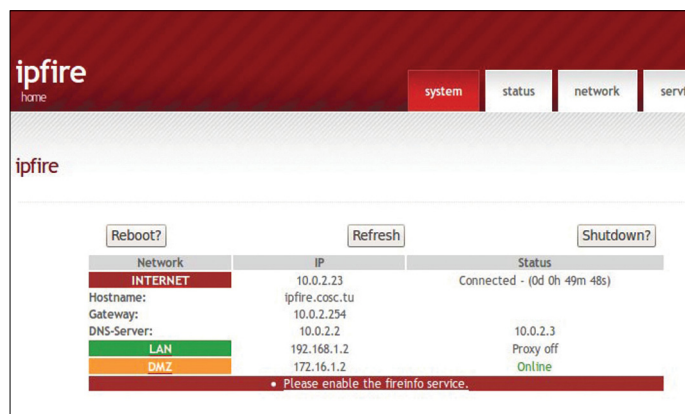 ipfire
home
system status network servi
ipfire
Reboot? Refresh Shutdown?
Network IP Status
INTERNET 10.0.2.23 Connected - (0d 0h 49m 48s)
Hostname: ipfire.cosc.tu
Gateway: 10.0.2.254
DNS-Server: 10.0.2.2 10.0.2.3
LAN 192.168.1.2 Proxy off
DMZ 172.16.1.2 Online
• Please enable the fireinfo service.